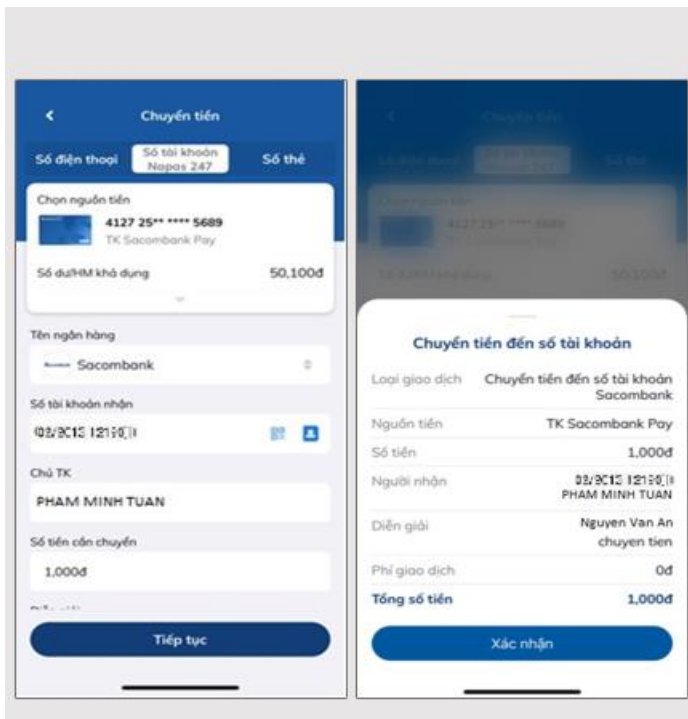 Chuyển tiền
Số điện thoại
Số tài khoản
Napas 247
Số thẻ
Chọn nguồn tiền
4127 25** **** 5689
TK Sacombank Pay
Số dư/HM khả dụng
50,100đ
Tên ngân hàng
Sacombank
Số tài khoản nhận
Chủ TK
PHAM MINH TUAN
Số tiền cần chuyển
1,000đ
Tiếp tục
Chuyển tiền đến số tài khoản
Loại giao dịch
Chuyển tiền đến số tài khoản
Sacombank
Nguồn tiền
TK Sacombank Pay
Số tiền
1,000đ
Người nhận
PHAM MINH TUAN
Diễn giải
Nguyen Van An
chuyen tien
Phí giao dịch
0đ
Tổng số tiền
1,000đ
Xác nhận